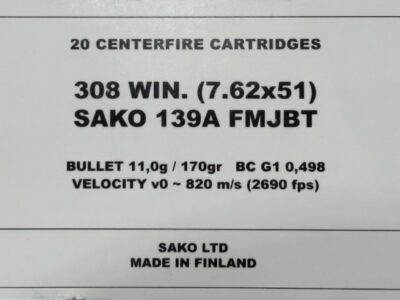 20 CENTERFIRE CARTRIDGES
308 WIN. (7.62x51)
SAKO 139A FMJBT
BULLET 11,0g / 170gr BC G1 0,498
VELOCITY v0 ~ 820 m/s (2690 fps)
SAKO LTD
MADE IN FINLAND